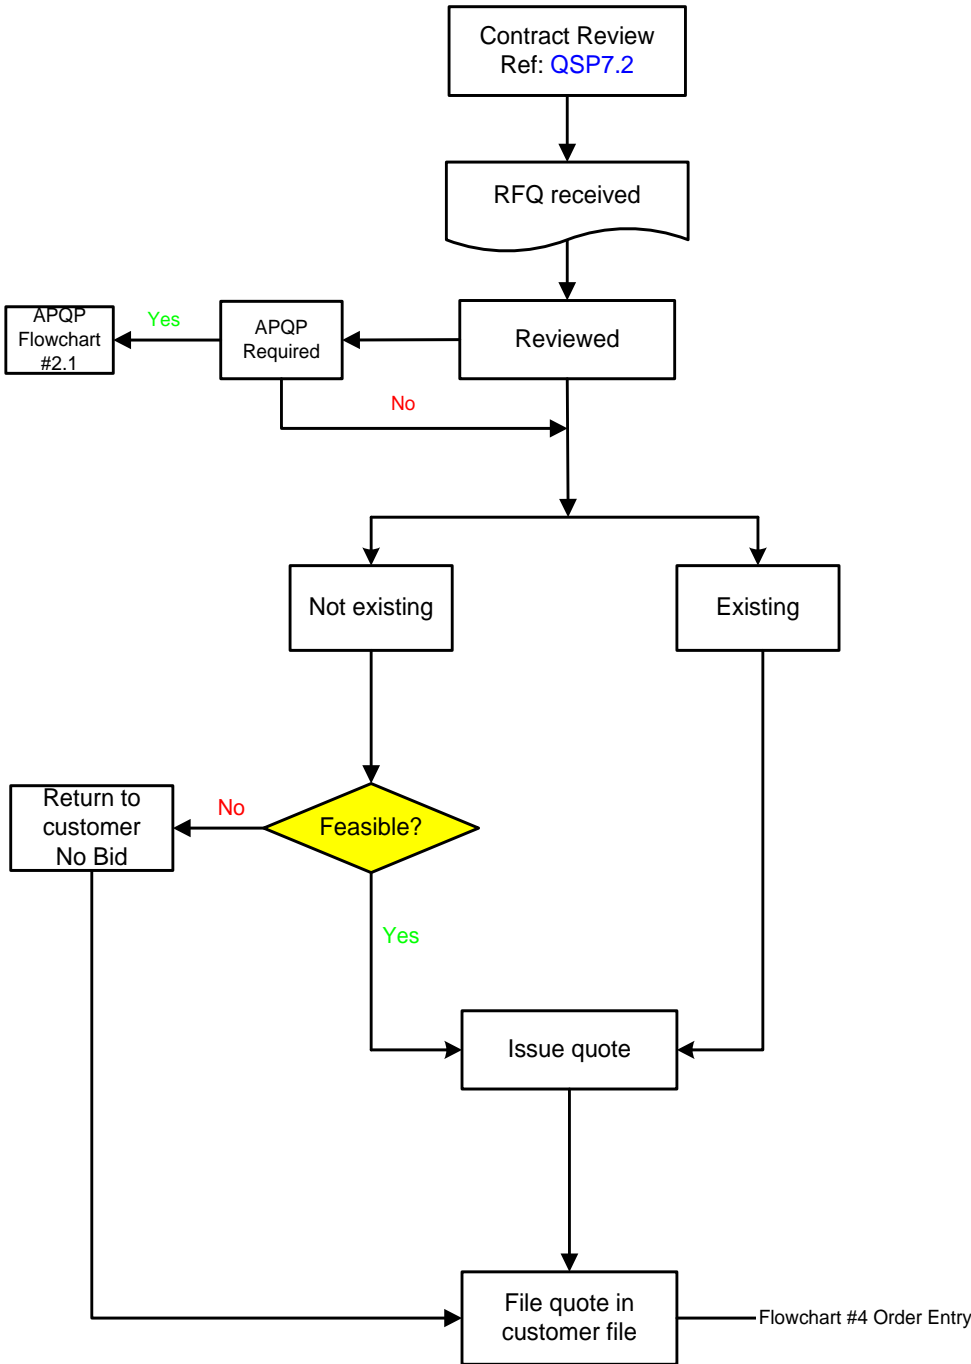 Contract Review
Ref: QSP7.2
RFQ received
APQP
Flowchart
#2.1
Yes
APQP
Required
Reviewed
No
Not existing
Existing
Return to
customer
No Bid
No
Feasible?
Yes
Issue quote
File quote in
customer file
Flowchart #4 Order Entry